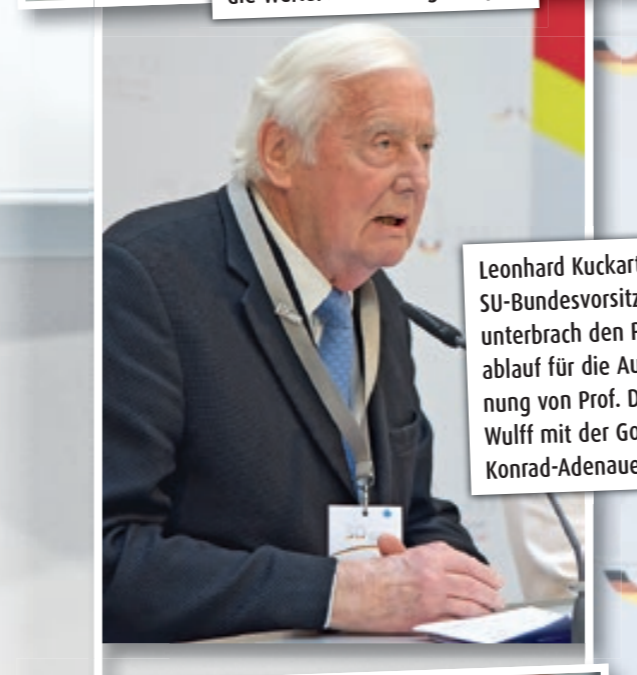 Leonhard Kuckart
SU-Bundesvorsitz
unterbrach den P
ablauf für die Au
nung von Prof. D
Wulff mit der Go
Konrad-Adenaue